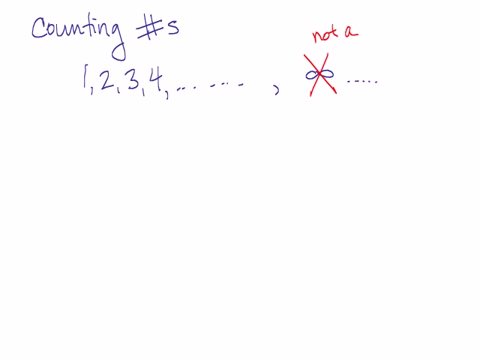 Counting #s
not a
1, 2, 3, 4, ... ... .. , ∞ .....